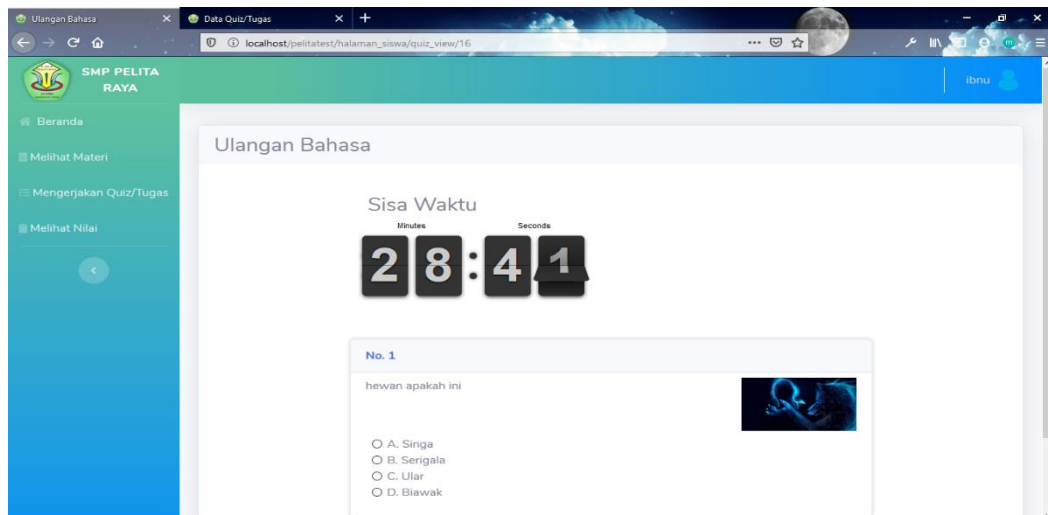 Ulangan Bahasa
Data Quiz/Tugas
localhost/pelitatest/halaman_siswa/quiz_view/16
SMP PELITA
RAYA
ibnu
Beranda
Melihat Materi
Mengerjakan Quiz/Tugas
Melihat Nilai
Ulangan Bahasa
Sisa Waktu
Minutes Seconds
28:41
No. 1
hewan apakah ini
A. Singa
B. Serigala
C. Ular
D. Biawak